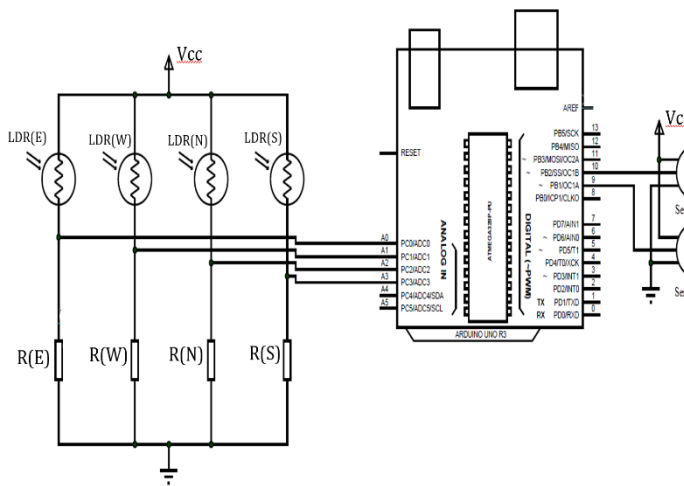 Vcc
LDR(E)
LDR(W)
LDR(N)
LDR(S)
R(E)
R(W)
R(N)
R(S)
RESET
AREF
PB5/SCK 13
PB4/MISO 12
~ PB3/MOSI/OC2A 11
~ PB2/SS/OC1B 10
~ PB1/OC1A 9
PB0/ICP1/CLKO 8
A0 PC0/ADC0
A1 PC1/ADC1
A2 PC2/ADC2
A3 PC3/ADC3
A4 PC4/ADC4/SDA
A5 PC5/ADC5/SCL
ANALOG IN
ATMEGA328P-PU
DIGITAL (~PWM)
PD7/AIN1 7
~ PD6/AIN0 6
~ PD5/T1 5
PD4/T0/XCK 4
~ PD3/INT1 3
PD2/INT0 2
TX PD1/TXD 1
RX PD0/RXD 0
ARDUINO UNO R3
Vc
Se
Se